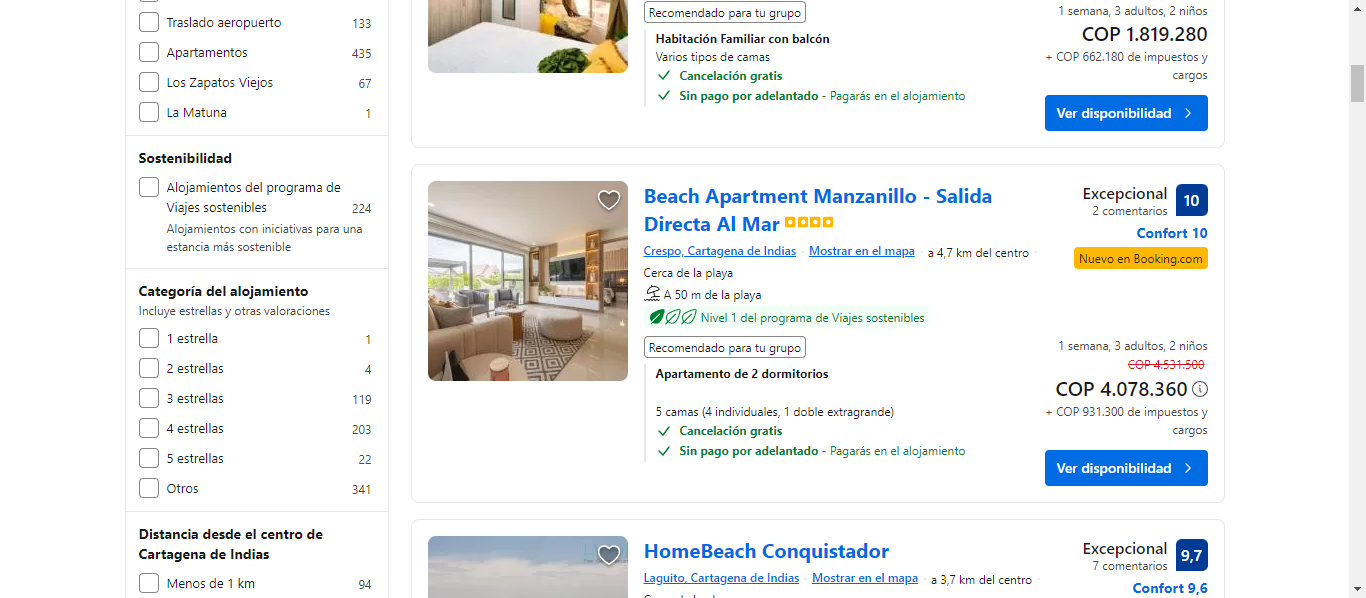 Traslado aeropuerto 133
Apartamentos 435
Los Zapatos Viejos 67
La Matuna 1
Sostenibilidad
Alojamientos del programa de
Viajes sostenibles 224
Alojamientos con iniciativas para una
estancia más sostenible
Categoría del alojamiento
Incluye estrellas y otras valoraciones
1 estrella 1
2 estrellas 4
3 estrellas 119
4 estrellas 203
5 estrellas 22
Otros 341
Distancia desde el centro de
Cartagena de Indias
Menos de 1 km 94
Recomendado para tu grupo
Habitación Familiar con balcón
Varios tipos de camas
Cancelación gratis
Sin pago por adelantado - Pagarás en el alojamiento
1 semana, 3 adultos, 2 niños
COP 1.819.280
+ COP 662.180 de impuestos y
cargos
Ver disponibilidad
Beach Apartment Manzanillo - Salida
Directa Al Mar
Crespo, Cartagena de Indias · Mostrar en el mapa · a 4,7 km del centro ·
Cerca de la playa
A 50 m de la playa
Nivel 1 del programa de Viajes sostenibles
Excepcional 10
2 comentarios
Confort 10
Nuevo en Booking.com
Recomendado para tu grupo
Apartamento de 2 dormitorios
5 camas (4 individuales, 1 doble extragrande)
Cancelación gratis
Sin pago por adelantado - Pagarás en el alojamiento
1 semana, 3 adultos, 2 niños
COP 4.531.500
COP 4.078.360
+ COP 931.300 de impuestos y
cargos
Ver disponibilidad
HomeBeach Conquistador
Laguito, Cartagena de Indias · Mostrar en el mapa · a 3,7 km del centro ·
Excepcional 9,7
7 comentarios
Confort 9,6